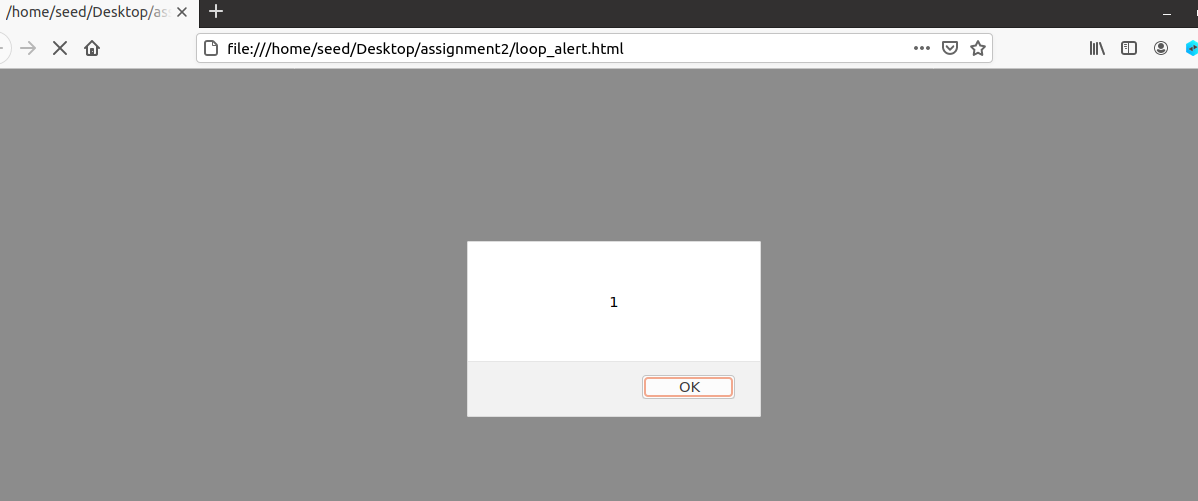 /home/seed/Desktop/as
file:///home/seed/Desktop/assignment2/loop_alert.html
1
OK